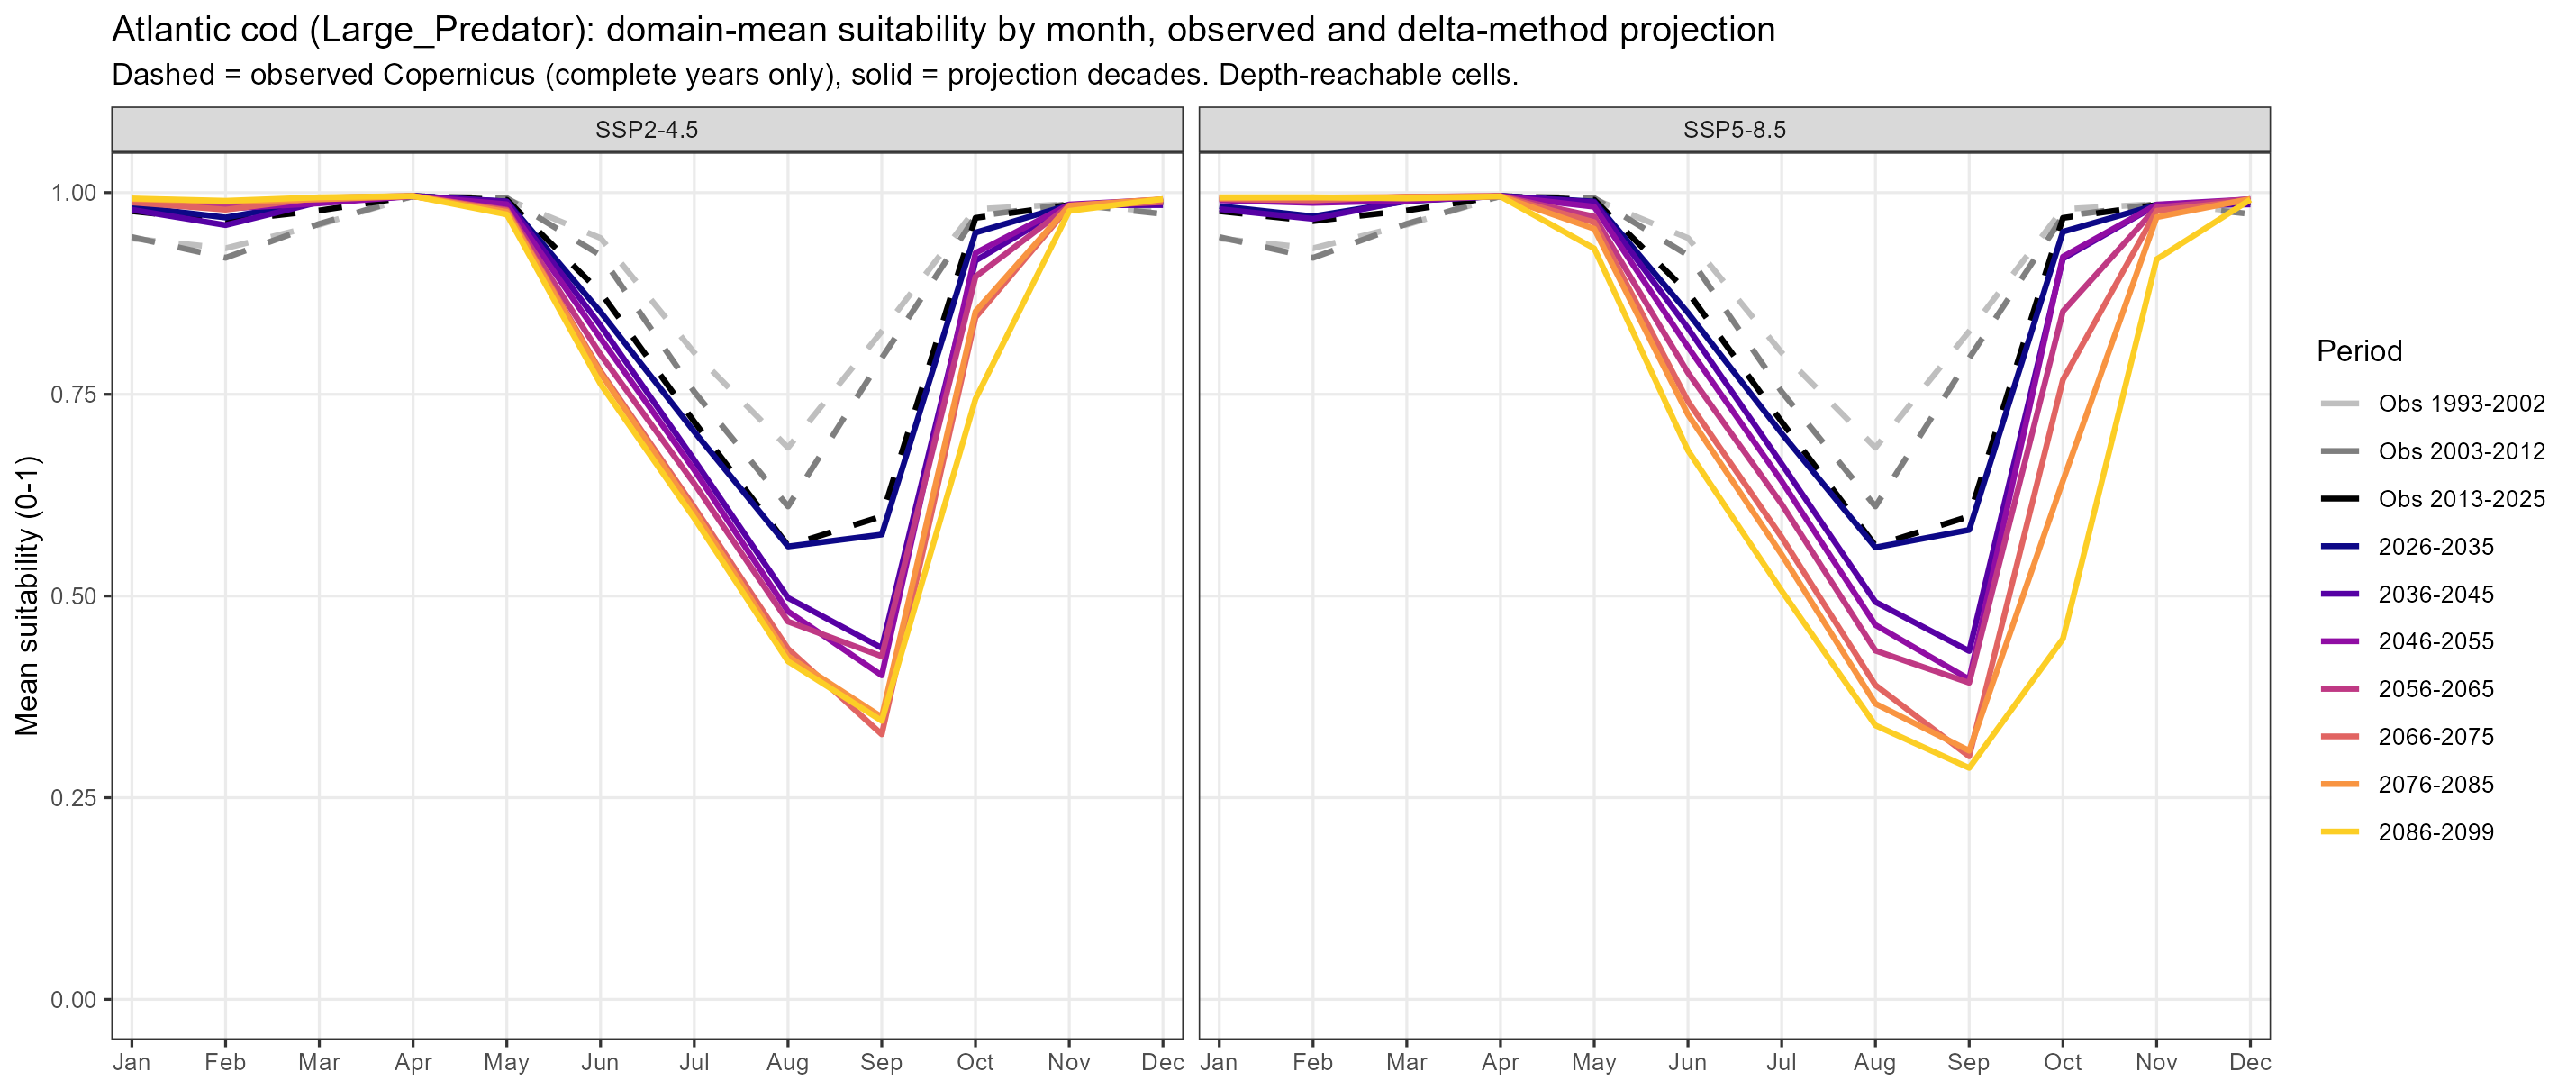 Atlantic cod (Large_Predator): domain-mean suitability by month, observed and delta-method projection
Dashed = observed Copernicus (complete years only), solid = projection decades. Depth-reachable cells.
SSP2-4.5
SSP5-8.5
Mean suitability (0-1)
1.00
0.75
0.50
0.25
0.00
Jan Feb Mar Apr May Jun Jul Aug Sep Oct Nov Dec
Jan Feb Mar Apr May Jun Jul Aug Sep Oct Nov Dec
Period
Obs 1993-2002
Obs 2003-2012
Obs 2013-2025
2026-2035
2036-2045
2046-2055
2056-2065
2066-2075
2076-2085
2086-2099